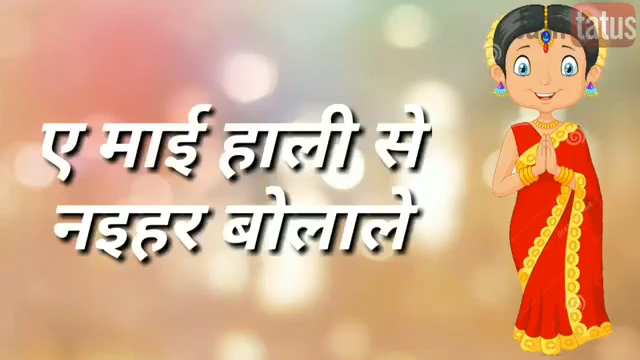 tatus
ए माई हाली से
नइहर बोलाले